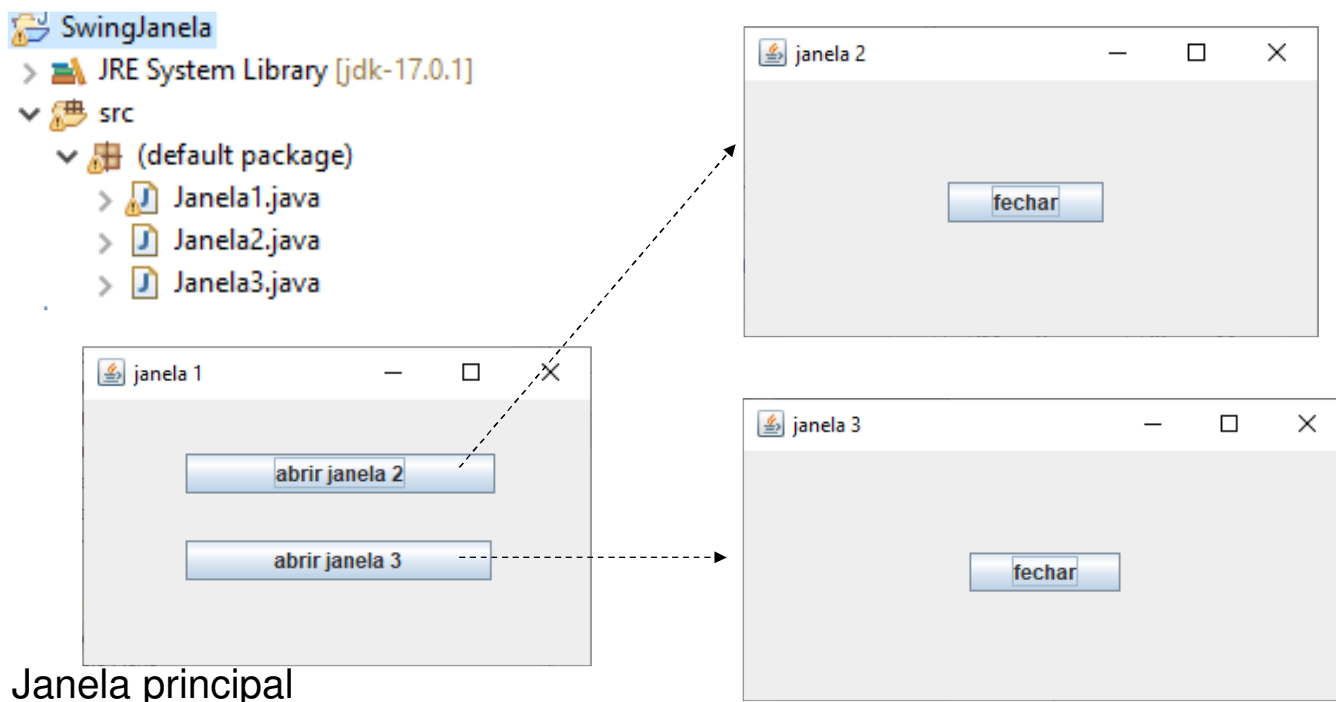 SwingJanela
JRE System Library [jdk-17.0.1]
src
(default package)
Janela1.java
Janela2.java
Janela3.java
janela 1
abrir janela 2
abrir janela 3
Janela principal
janela 2
fechar
janela 3
fechar